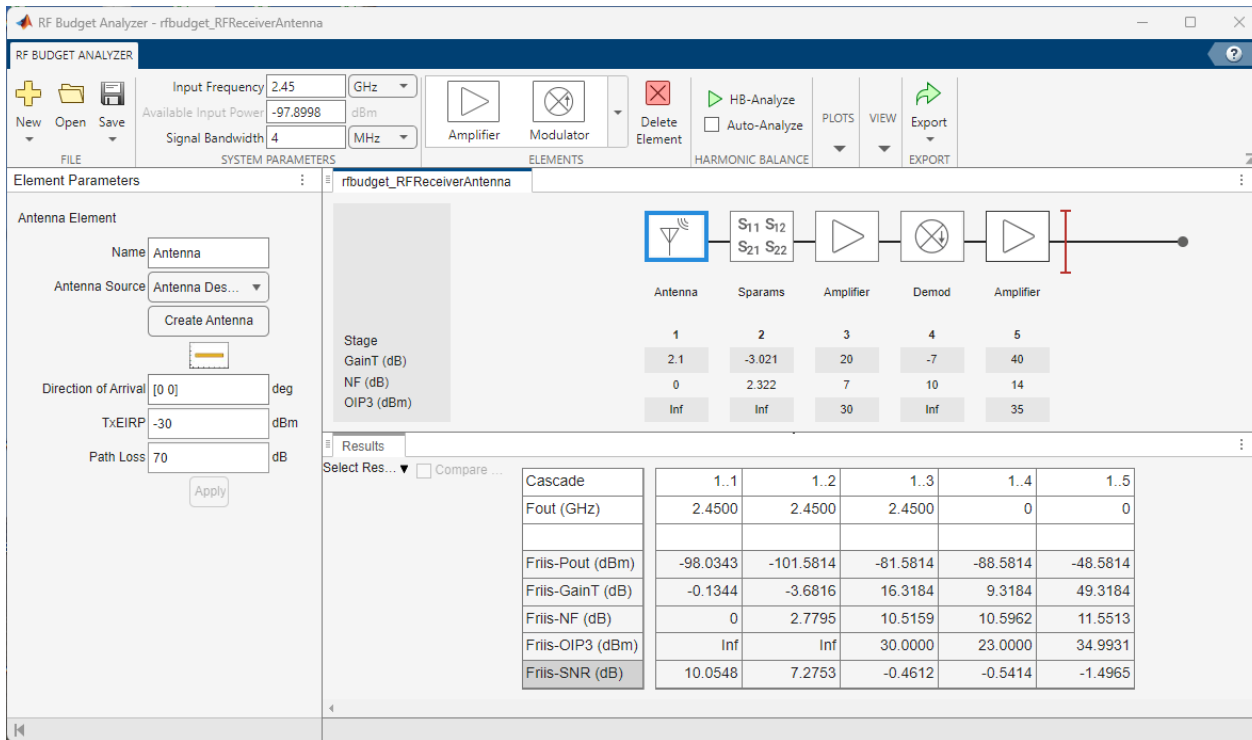 RF Budget Analyzer - rfbudget_RFReceiverAntenna
RF BUDGET ANALYZER
?
New
Open
Save
FILE
Input Frequency 2.45 GHz
Available Input Power -97.8998 dBm
Signal Bandwidth 4 MHz
SYSTEM PARAMETERS
Amplifier
Modulator
ELEMENTS
Delete
Element
HB-Analyze
Auto-Analyze
HARMONIC BALANCE
PLOTS
VIEW
Export
EXPORT
Element Parameters
Antenna Element
Name Antenna
Antenna Source Antenna Des...
Create Antenna
Direction of Arrival [0 0] deg
TxEIRP -30 dBm
Path Loss 70 dB
Apply
rfbudget_RFReceiverAntenna
S11 S12
S21 S22
Antenna Sparams Amplifier Demod Amplifier
Stage 1 2 3 4 5
GainT (dB) 2.1 -3.021 20 -7 40
NF (dB) 0 2.322 7 10 14
OIP3 (dBm) Inf Inf 30 Inf 35
Results
Select Res... Compare ...
Cascade 1..1 1..2 1..3 1..4 1..5
Fout (GHz) 2.4500 2.4500 2.4500 0 0
Friis-Pout (dBm) -98.0343 -101.5814 -81.5814 -88.5814 -48.5814
Friis-GainT (dB) -0.1344 -3.6816 16.3184 9.3184 49.3184
Friis-NF (dB) 0 2.7795 10.5159 10.5962 11.5513
Friis-OIP3 (dBm) Inf Inf 30.0000 23.0000 34.9931
Friis-SNR (dB) 10.0548 7.2753 -0.4612 -0.5414 -1.4965